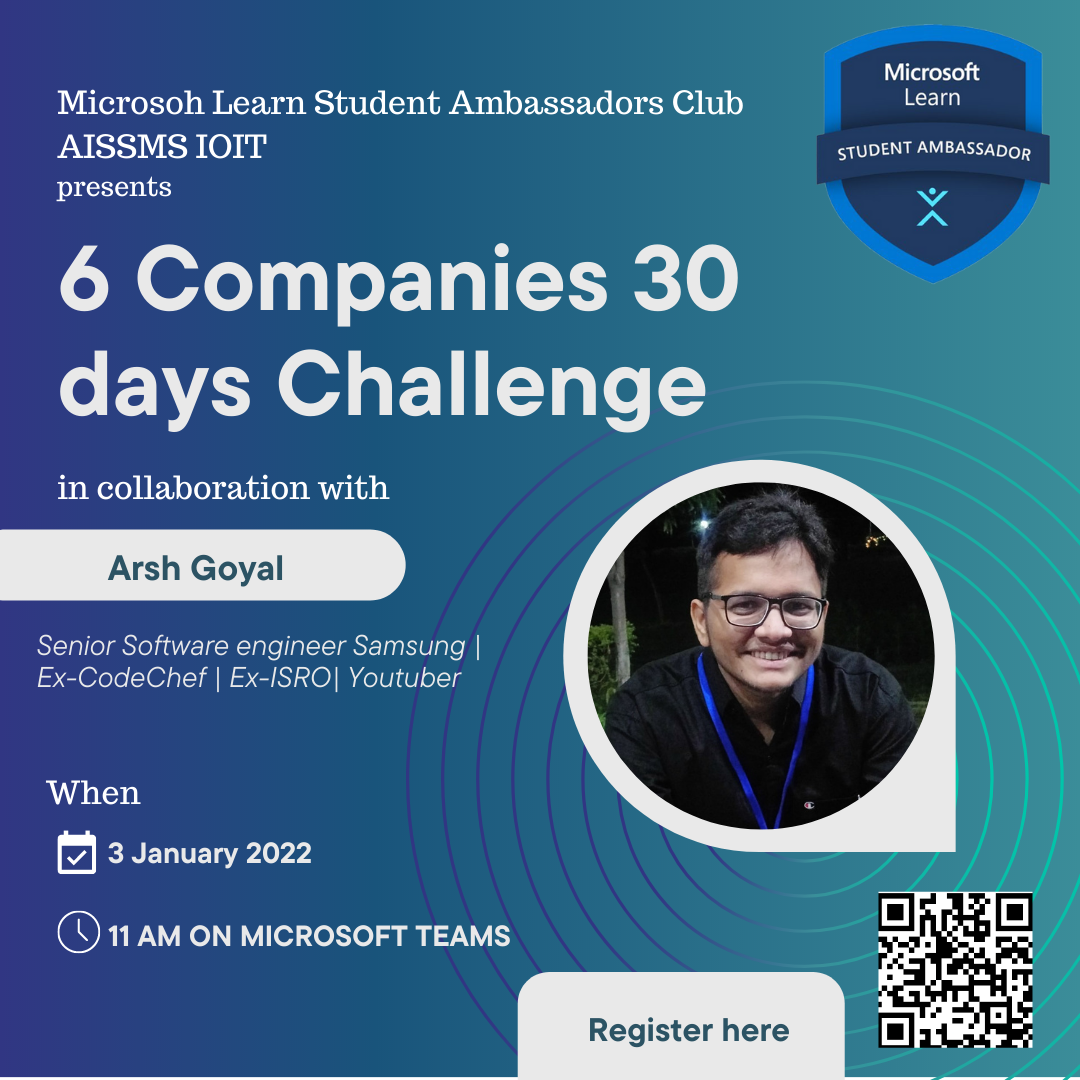 Microsoh Learn Student Ambassadors Club
AISSMS IOIT
presents
Microsoft
Learn
STUDENT AMBASSADOR
6 Companies 30
days Challenge
in collaboration with
Arsh Goyal
Senior Software engineer Samsung |
Ex-CodeChef | Ex-ISRO| Youtuber
When
3 January 2022
11 AM ON MICROSOFT TEAMS
Register here